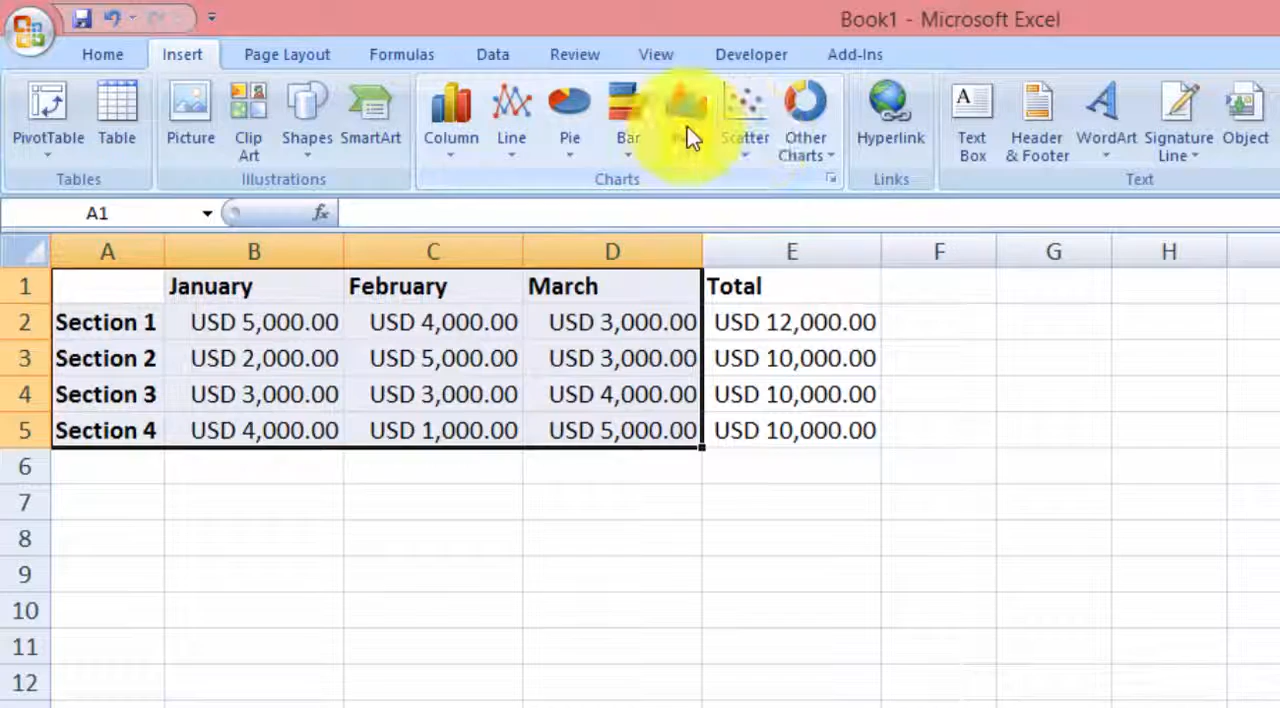 Book1 - Microsoft Excel
Home Insert Page Layout Formulas Data Review View Developer Add-Ins
PivotTable Table Picture Clip Art Shapes SmartArt Column Line Pie Bar Scatter Other Charts Hyperlink Text Box Header & Footer WordArt Signature Line Object
Tables Illustrations Charts Links Text
A1 fx
A B C D E F G H
1 January February March Total
2 Section 1 USD 5,000.00 USD 4,000.00 USD 3,000.00 USD 12,000.00
3 Section 2 USD 2,000.00 USD 5,000.00 USD 3,000.00 USD 10,000.00
4 Section 3 USD 3,000.00 USD 3,000.00 USD 4,000.00 USD 10,000.00
5 Section 4 USD 4,000.00 USD 1,000.00 USD 5,000.00 USD 10,000.00
6
7
8
9
10
11
12